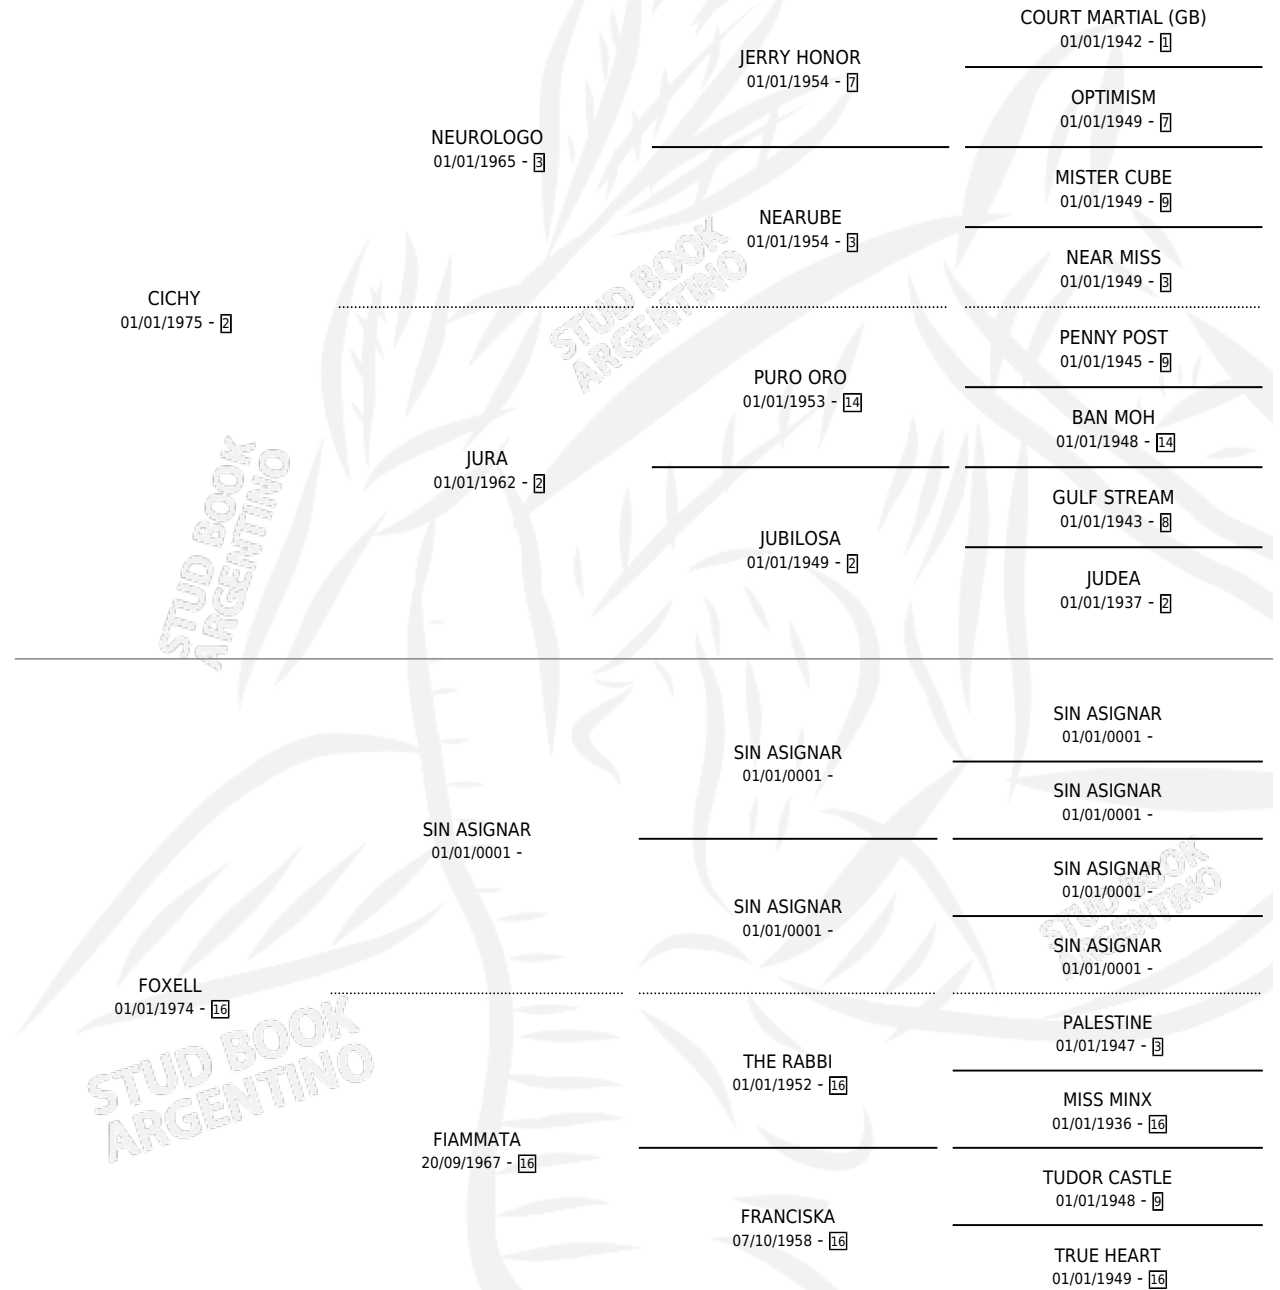 COURT MARTIAL (GB)
01/01/1942 - 1
JERRY HONOR
01/01/1954 - 7
OPTIMISM
01/01/1949 - 7
NEUROLOGO
01/01/1965 - 3
MISTER CUBE
01/01/1949 - 9
NEARUBE
01/01/1954 - 3
NEAR MISS
01/01/1949 - 3
CICHY
01/01/1975 - 2
PENNY POST
01/01/1945 - 9
PURO ORO
01/01/1953 - 14
BAN MOH
01/01/1948 - 14
JURA
01/01/1962 - 2
GULF STREAM
01/01/1943 - 8
JUBILOSA
01/01/1949 - 2
JUDEA
01/01/1937 - 2
SIN ASIGNAR
01/01/0001 -
SIN ASIGNAR
01/01/0001 -
SIN ASIGNAR
01/01/0001 -
SIN ASIGNAR
01/01/0001 -
SIN ASIGNAR
01/01/0001 -
SIN ASIGNAR
01/01/0001 -
SIN ASIGNAR
01/01/0001 -
FOXELL
01/01/1974 - 16
PALESTINE
01/01/1947 - 3
THE RABBI
01/01/1952 - 16
MISS MINX
01/01/1936 - 16
FIAMMATA
20/09/1967 - 16
TUDOR CASTLE
01/01/1948 - 9
FRANCISKA
07/10/1958 - 16
TRUE HEART
01/01/1949 - 16
STUD BOOK
ARGENTINO
STUD BOOK
ARGENTINO
STUD BOOK
ARGENTINO
STUD BOOK
ARGENTINO